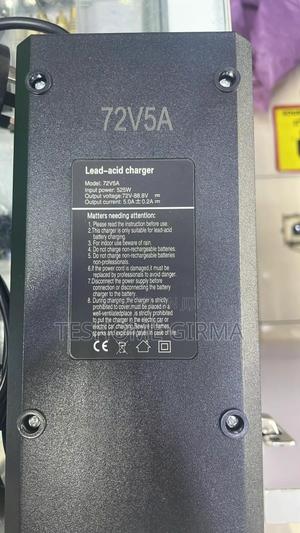 72V5A
Lead-acid charger
Model: 72V5A
Input power: 525W
Output voltage:72V-88.8V
Output current: 5.0A ± 0.2A
Matters needing attention:
1. Please read the instruction before use.
2.This charger is only suitable for lead-acid
battery charging.
3. For indoor use beware of rain.
4. Do not charge non-rechargeable batteries.
5. Do not charge non-rechargeable batteries
non-professionals.
6.If the power cord is damaged,it must be
replaced by professionals to avoid danger.
7.Disconnect the power supply before
connection or disconnecting the battery
charger to the battery.
8. During charging, the charger is strictly
prohibited to cover,must be placed in a
well-ventilatedplace ,is strictly prohibited
to put the charger in the electric car or
electric car charging,Beware of flames,
sparks and explosive gases in case of fire.
CE
TESHOME GIRMA